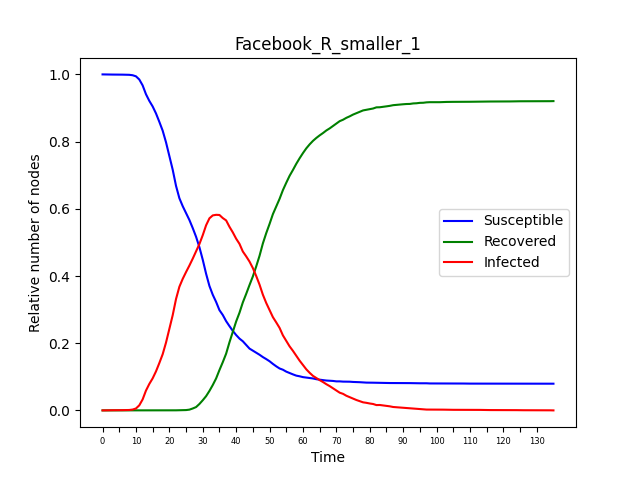 Facebook_R_smaller_1
1.0
0.8
0.6
0.4
0.2
0.0
Relative number of nodes
Susceptible
Recovered
Infected
0 10 20 30 40 50 60 70 80 90 100 110 120 130
Time